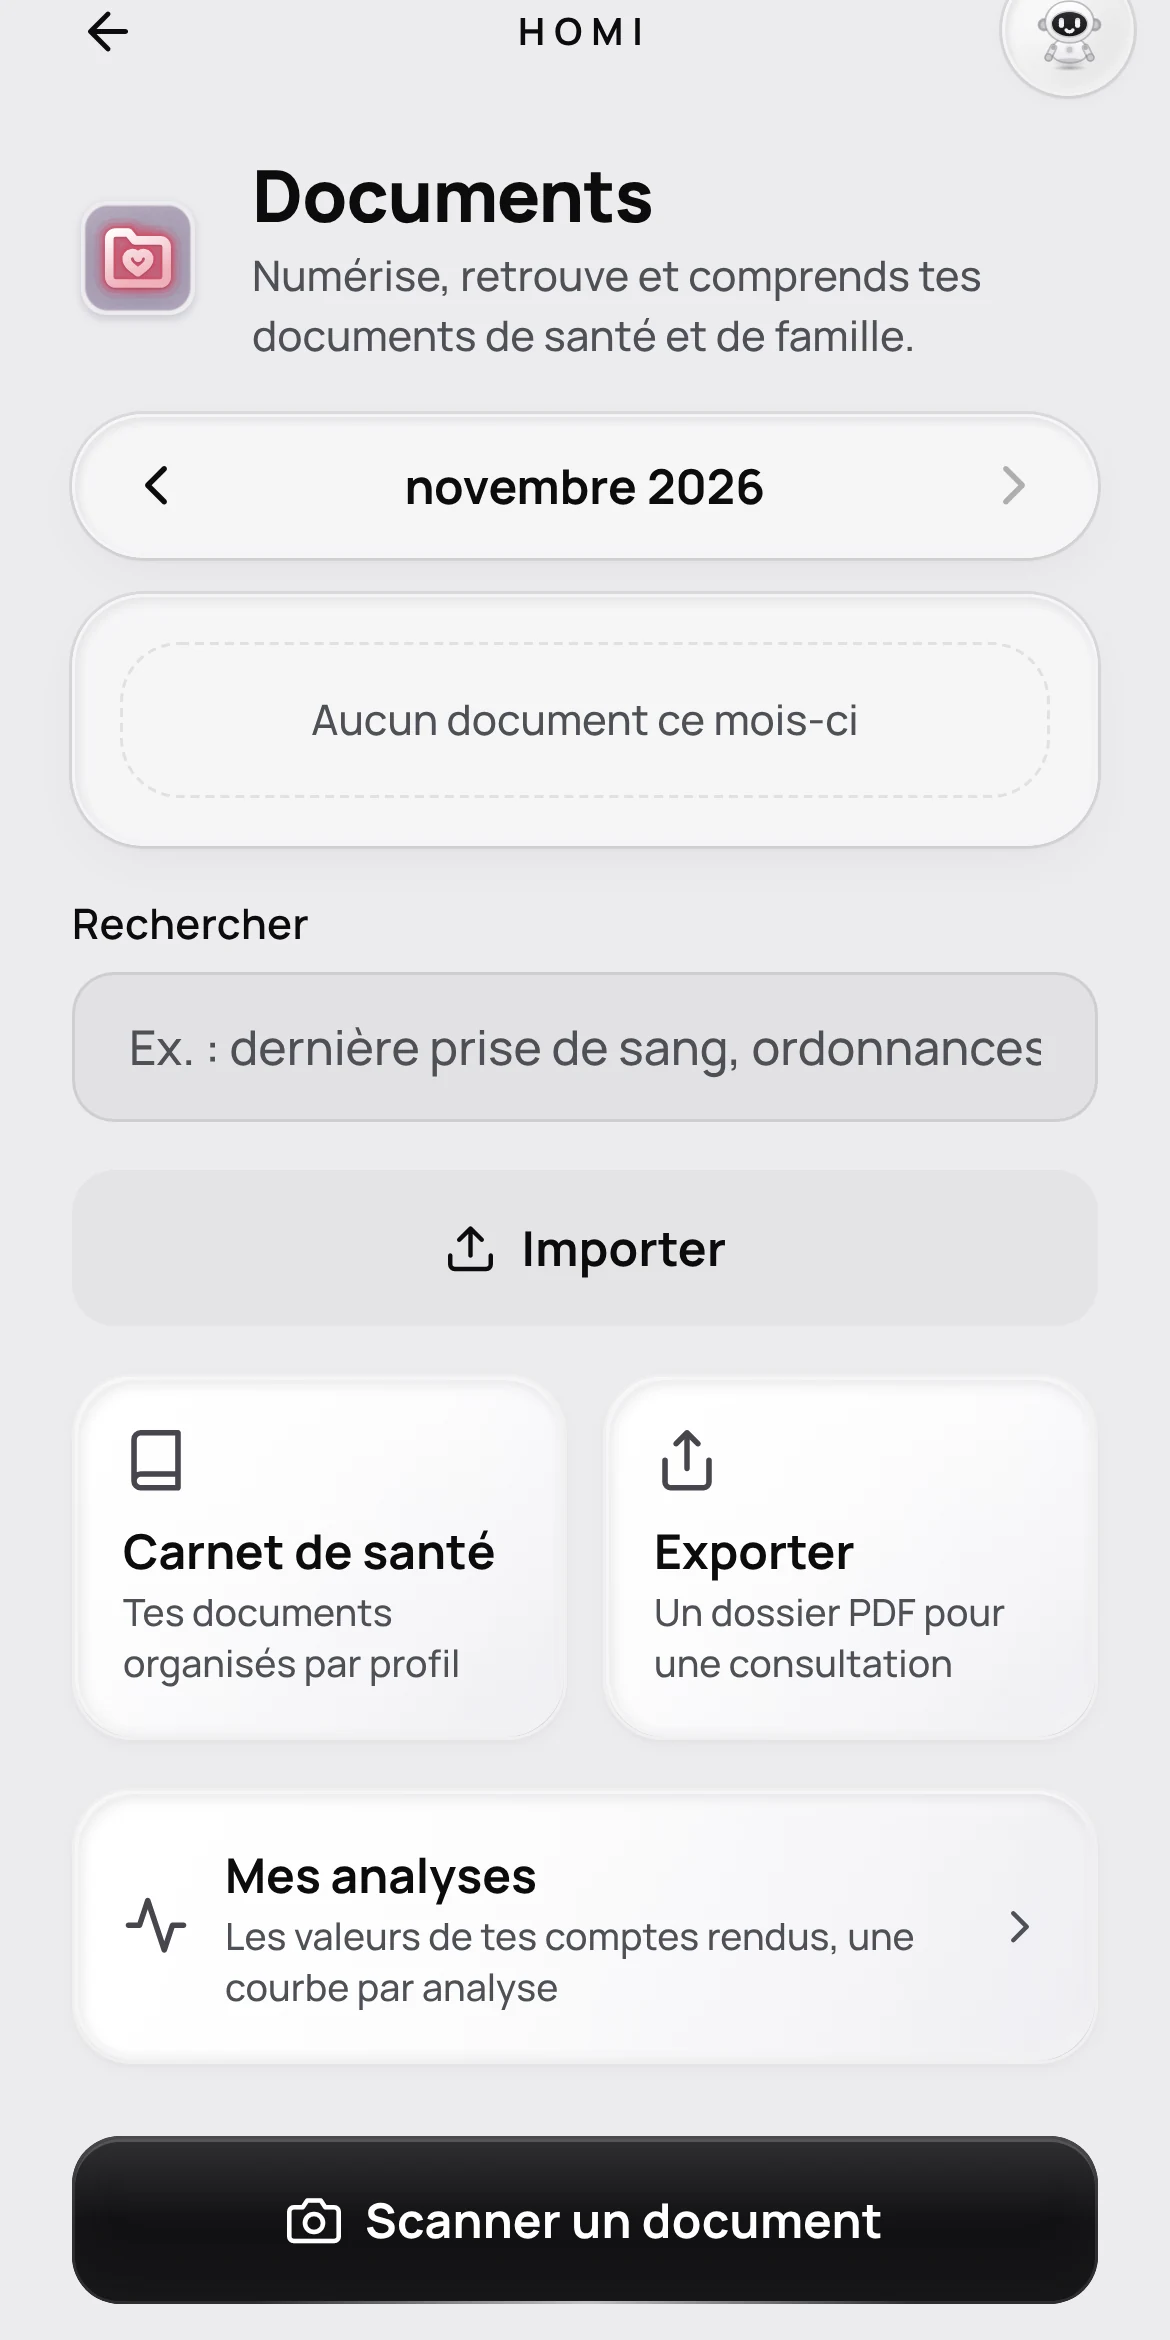 HOMI
Documents
Numérise, retrouve et comprends tes
documents de santé et de famille.
novembre 2026
Aucun document ce mois-ci
Rechercher
Ex. : dernière prise de sang, ordonnances
Importer
Carnet de santé
Tes documents
organisés par profil
Exporter
Un dossier PDF pour
une consultation
Mes analyses
Les valeurs de tes comptes rendus, une
courbe par analyse
Scanner un document